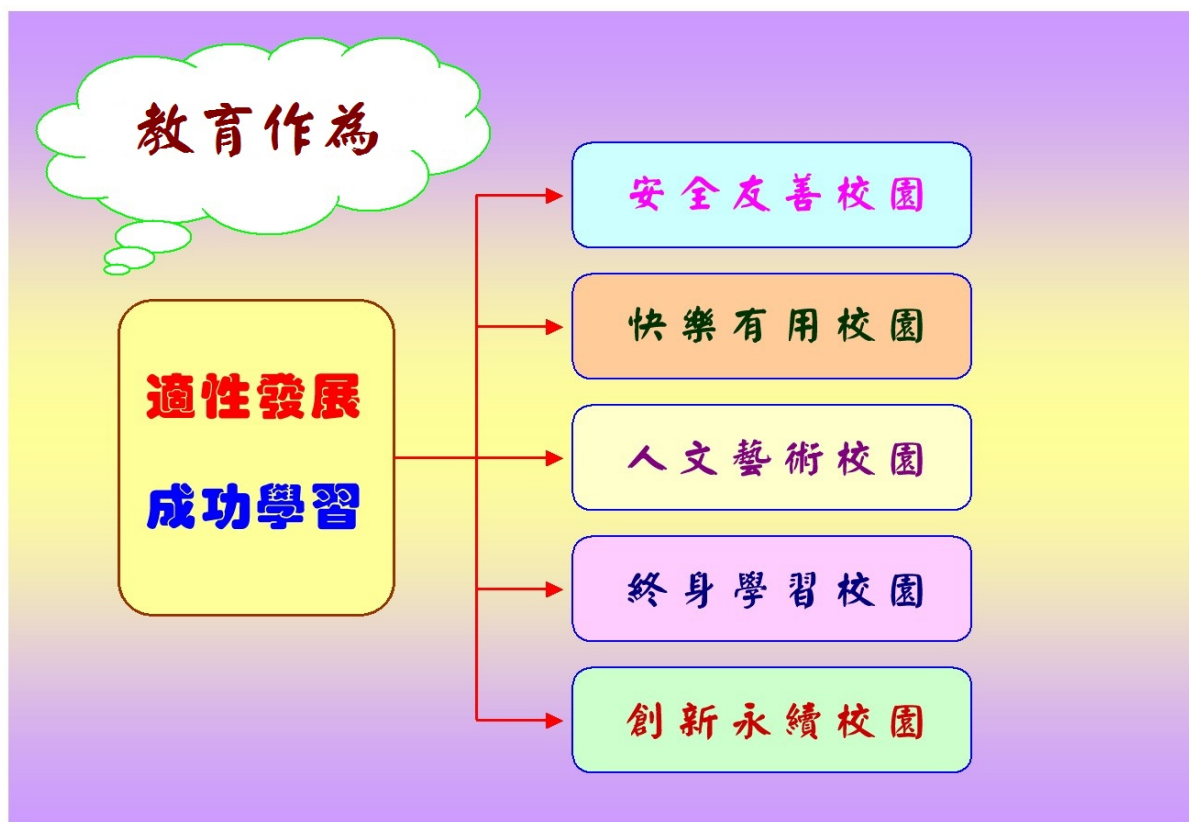 教育作為
適性發展
成功學習
安全友善校園
快樂有用校園
人文藝術校園
終身學習校園
創新永續校園